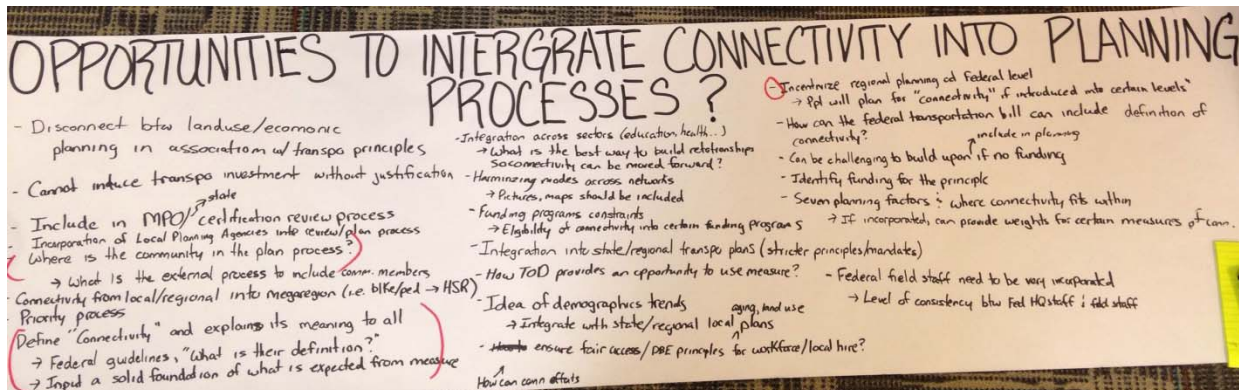 OPPORTUNITIES TO INTERGRATE CONNECTIVITY INTO PLANNING
PROCESSES?
- Disconnect btw landuse/ecomonic
planning in association w/ transpo principles
- Cannot induce transpo investment without justification
state
- Include in MPO/ certification review process
- Incorporation of Local Planning Agencies into review/plan process
- Where is the community in the plan process?
→ What is the external process to include comm. members
- Connectivity from local/regional into megaregion (i.e. bike/ped → HSR)
- Priority process
Define "Connectivity" and explains its meaning to all
→ Federal guidelines, "What is their definition?"
→ Input a solid foundation of what is expected from measure
- Integration across sectors (education, health...)
→ What is the best way to build relationships
so connectivity can be moved forward?
- Harminzing modes across networks
→ Pictures, maps should be included
- Funding programs constraints
→ Elgibility of connectivity into certain funding programs
- Integration into state/regional transpo plans (stricter principles/mandates)
- How TOD provides an opportunity to use measure?
- Idea of demographics trends
aging, land use
→ Integrate with state/regional local plans
- ensure fair access/DBE principles for workforce/local hire?
How can conn efforts
- Incentivize regional planning at federal level
→ Ppl will plan for "connectivity" if introduced into certain levels"
- How can the federal transportation bill can include definition of
connectivity?
include in planning
- Can be challenging to build upon if no funding
- Identify funding for the principle
- Seven planning factors & where connectivity fits within
→ If incorporated, can provide weights for certain measures of conn.
- Federal field staff need to be very incorporated
→ Level of consistency btw Fed HQ staff & field staff